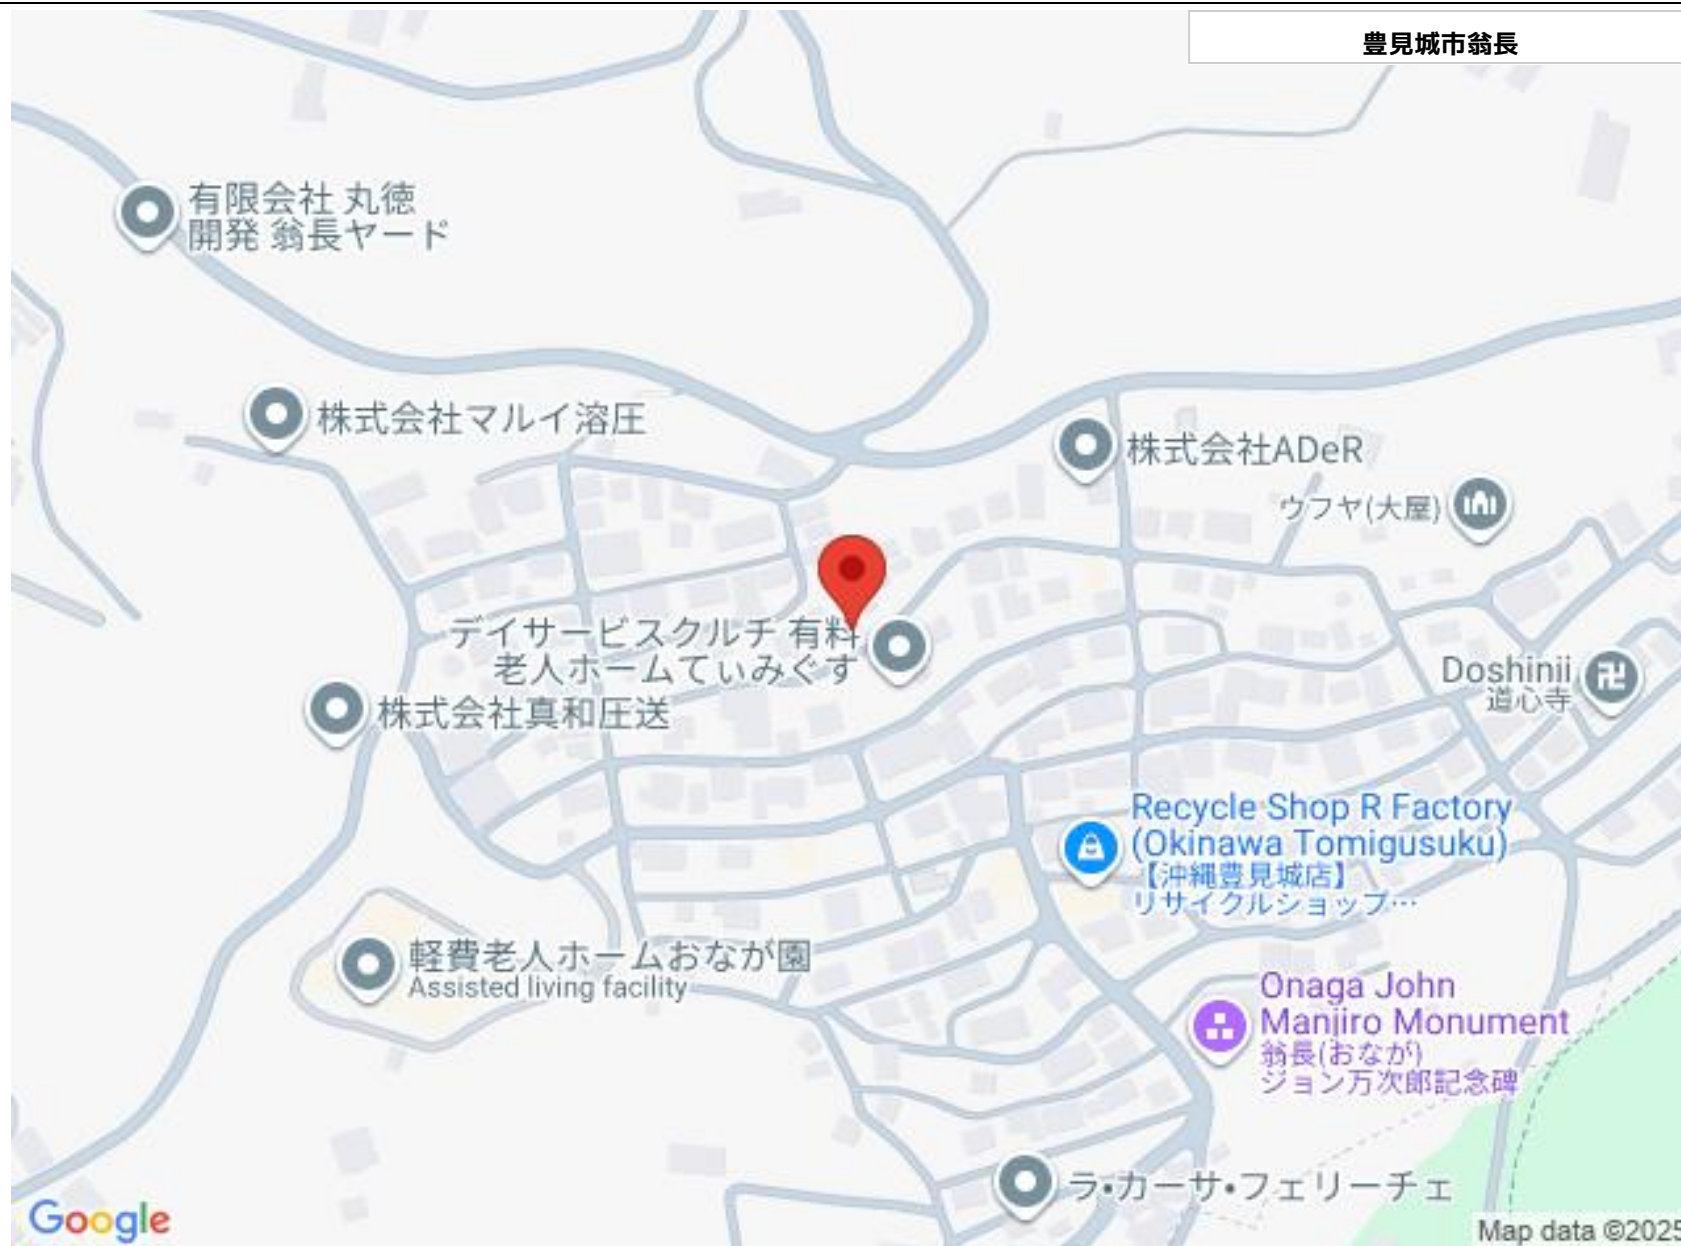 豊見城市翁長
有限会社 丸徳
開発 翁長ヤード
株式会社マルイ溶圧
株式会社ADeR
ウフヤ(大屋)
デイサービスクルチ 有料
老人ホームてぃみぐす
Doshinji
道心寺
株式会社真和圧送
Recycle Shop R Factory
(Okinawa Tomigusuku)
【沖縄豊見城店】
リサイクルショップ…
軽費老人ホームおなが園
Assisted living facility
Onaga John
Manjiro Monument
翁長(おなが)
ジョン万次郎記念碑
ラ・カーサ・フェリーチェ
Google
Map data ©2025